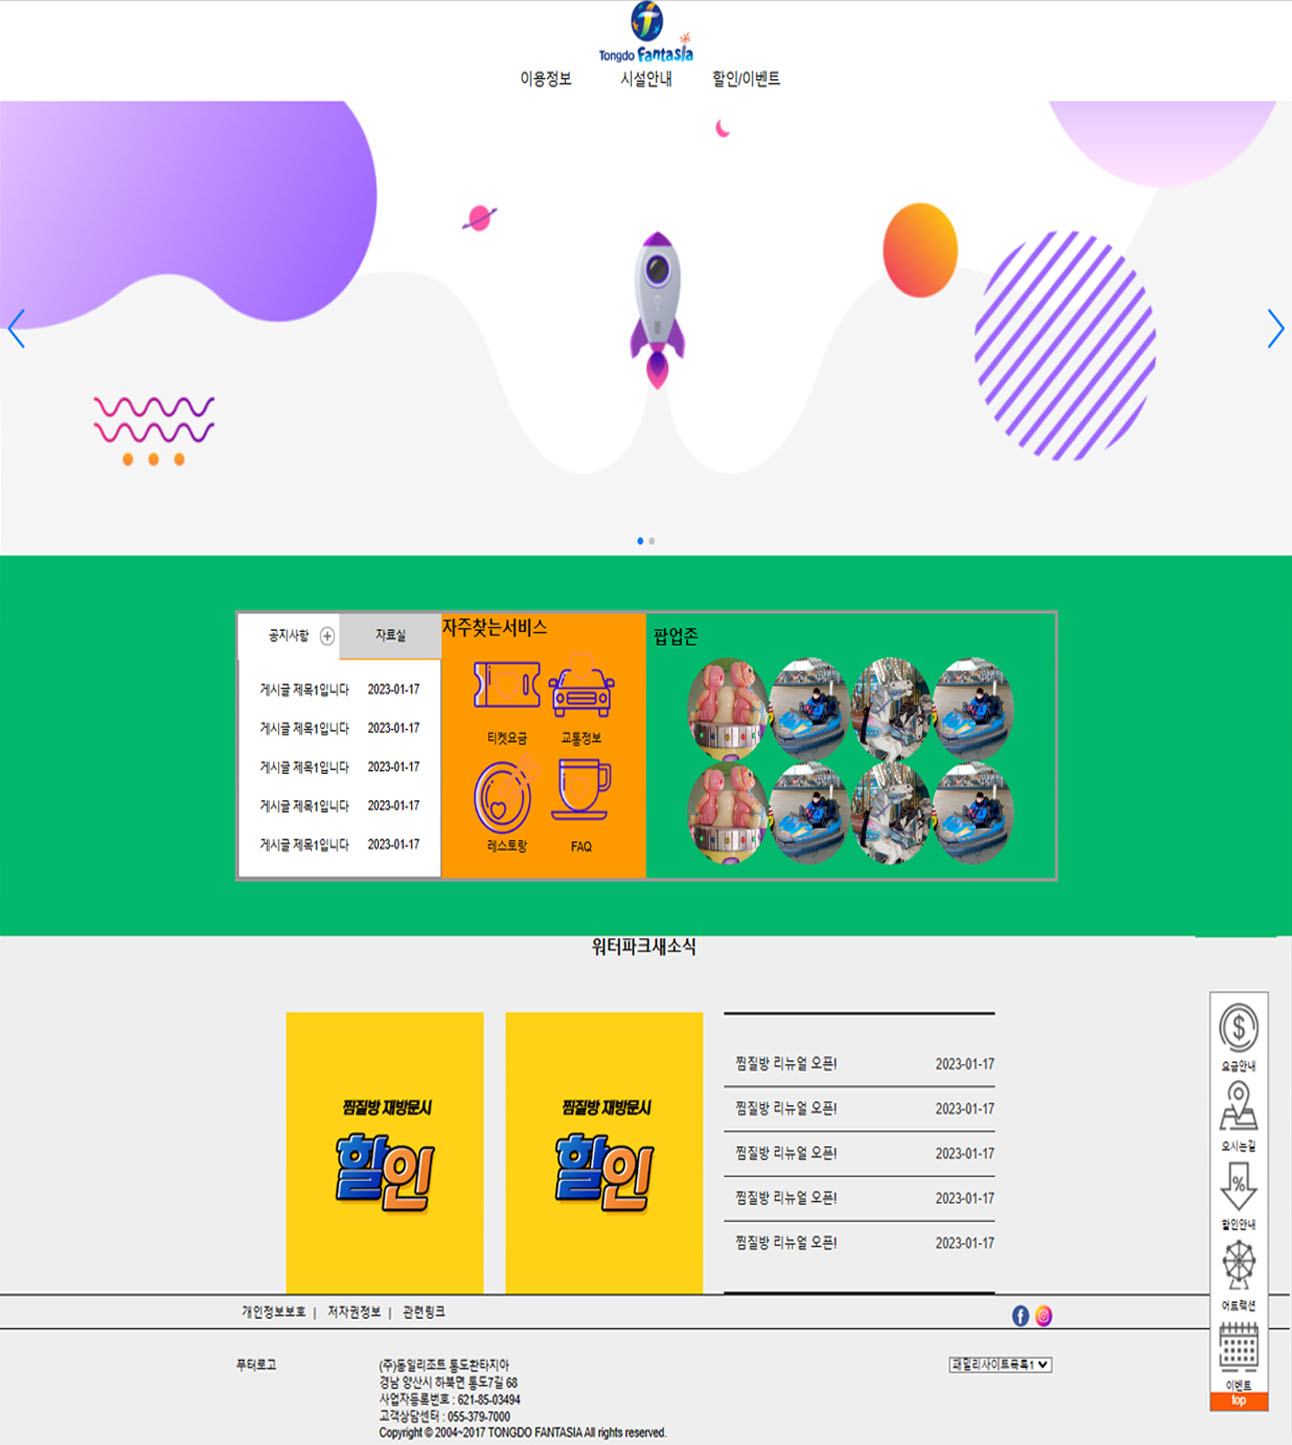 Tongdo Fantasia
이용정보 시설안내 할인/이벤트
공지사항 자료실
게시글 제목1입니다 2023-01-17
게시글 제목1입니다 2023-01-17
게시글 제목1입니다 2023-01-17
게시글 제목1입니다 2023-01-17
게시글 제목1입니다 2023-01-17
자주찾는서비스
티켓요금 교통정보
레스토랑 FAQ
팝업존
워터파크새소식
찜질방 재방문시
할인
찜질방 재방문시
할인
찜질방 리뉴얼 오픈! 2023-01-17
찜질방 리뉴얼 오픈! 2023-01-17
찜질방 리뉴얼 오픈! 2023-01-17
찜질방 리뉴얼 오픈! 2023-01-17
찜질방 리뉴얼 오픈! 2023-01-17
요금안내
오시는길
할인안내
어트랙션
이벤트
top
개인정보보호 | 저자권정보 | 관련링크
푸터로고
(주)동일리조트 통도환타지아
경남 양산시 하북면 통도7길 68
사업자등록번호 : 621-85-03494
고객상담센터 : 055-379-7000
Copyright © 2004~2017 TONGDO FANTASIA All rights reserved.
패밀리사이트목록1